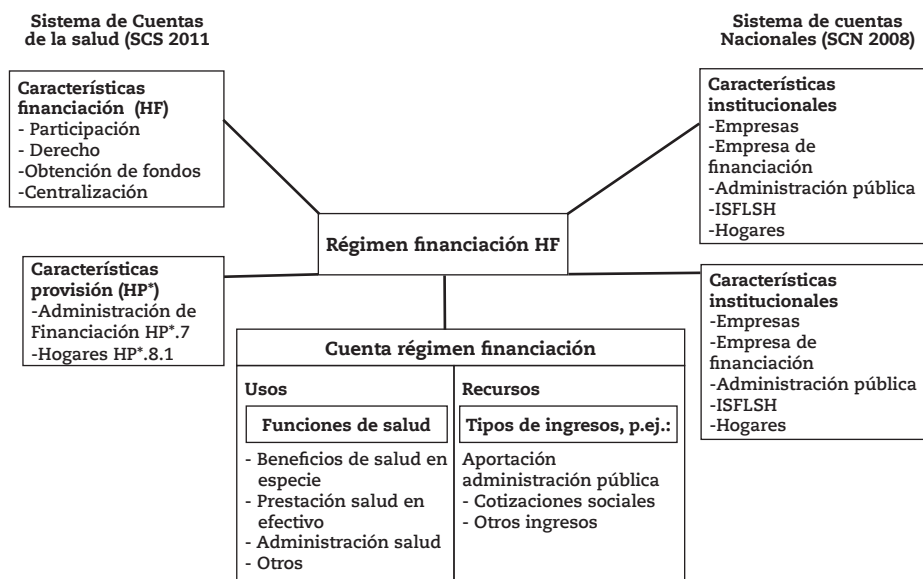 Sistema de Cuentas
de la salud (SCS 2011
Sistema de cuentas
Nacionales (SCN 2008)
Características
financiación (HF)
- Participación
- Derecho
-Obtención de fondos
-Centralización
Características
institucionales
-Empresas
-Empresa de
financiación
-Administración pública
-ISFLSH
-Hogares
Régimen financiación HF
Características
provisión (HP*)
-Administración de
Financiación HP*.7
-Hogares HP*.8.1
Características
institucionales
-Empresas
-Empresa de
financiación
-Administración pública
-ISFLSH
-Hogares
Cuenta régimen financiación
Usos
Funciones de salud
- Beneficios de salud en
especie
- Prestación salud en
efectivo
- Administración salud
- Otros
Recursos
Tipos de ingresos, p.ej.:
Aportación
administración pública
- Cotizaciones sociales
- Otros ingresos